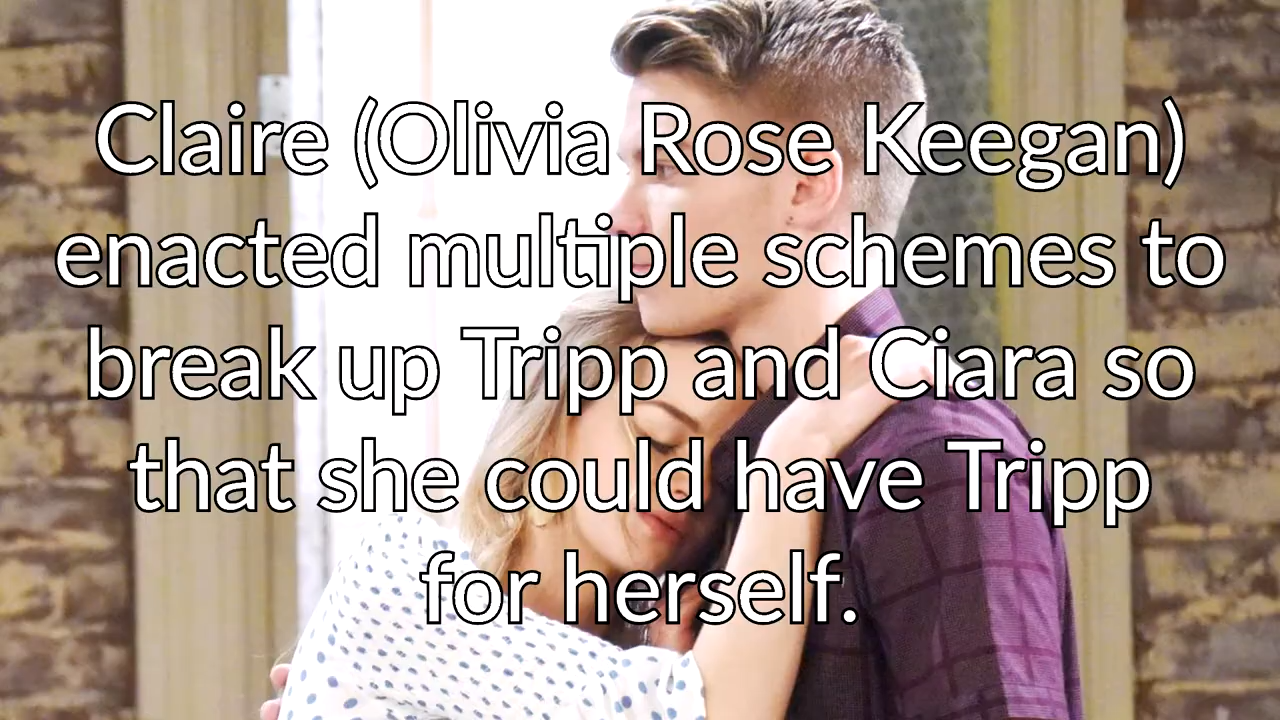 Claire (Olivia Rose Keegan)
enacted multiple schemes to
break up Tripp and Ciara so
that she could have Tripp
for herself.